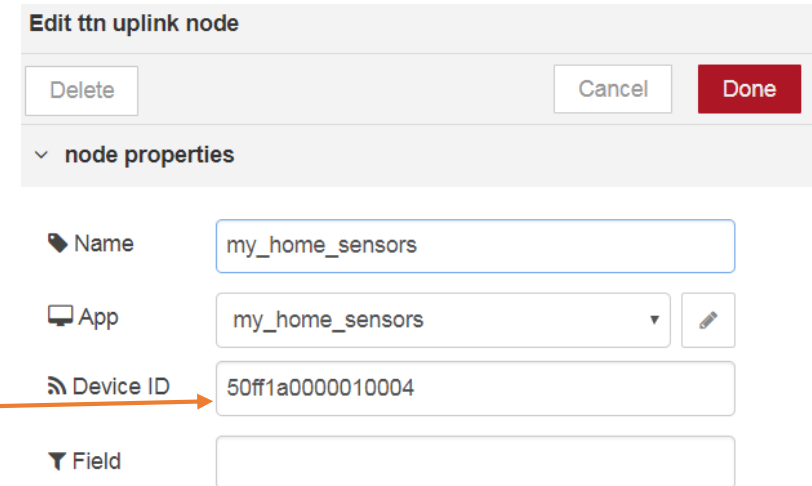 Edit ttn uplink node
Delete Cancel Done
node properties
Name my_home_sensors
App my_home_sensors
Device ID 50ff1a0000010004
Field